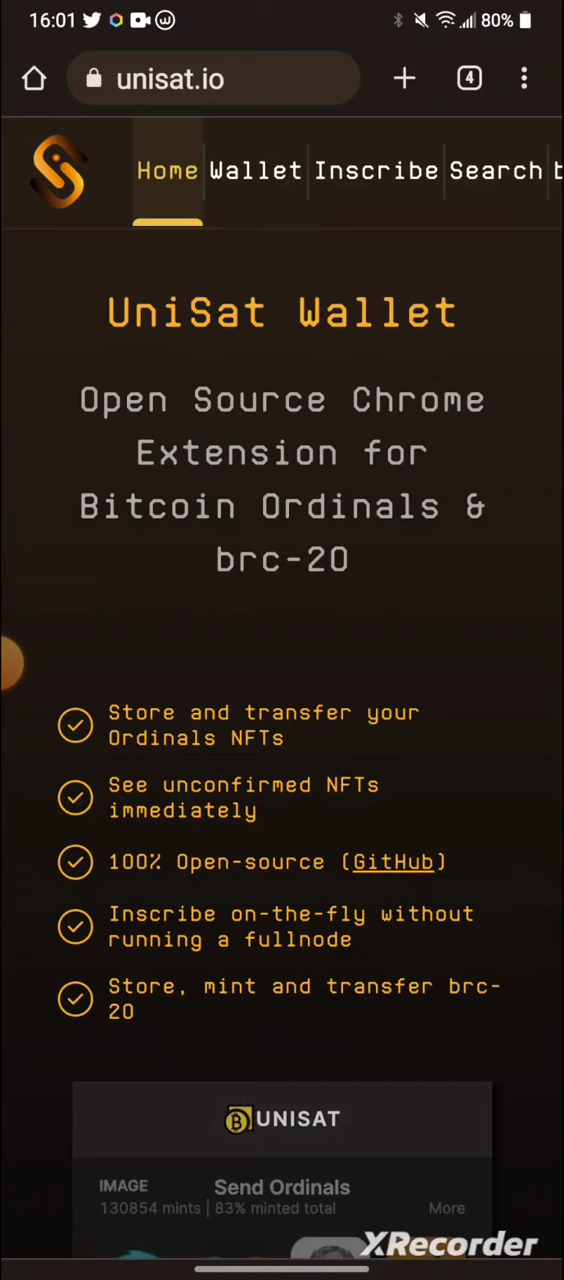 16:01 80%
unisat.io 4
Home Wallet Inscribe Search
UniSat Wallet
Open Source Chrome
Extension for
Bitcoin Ordinals &
brc-20
Store and transfer your
Ordinals NFTs
See unconfirmed NFTs
immediately
100% Open-source (GitHub)
Inscribe on-the-fly without
running a fullnode
Store, mint and transfer brc-
20
UNISAT
IMAGE Send Ordinals
130854 mints | 83% minted total More
XRecorder